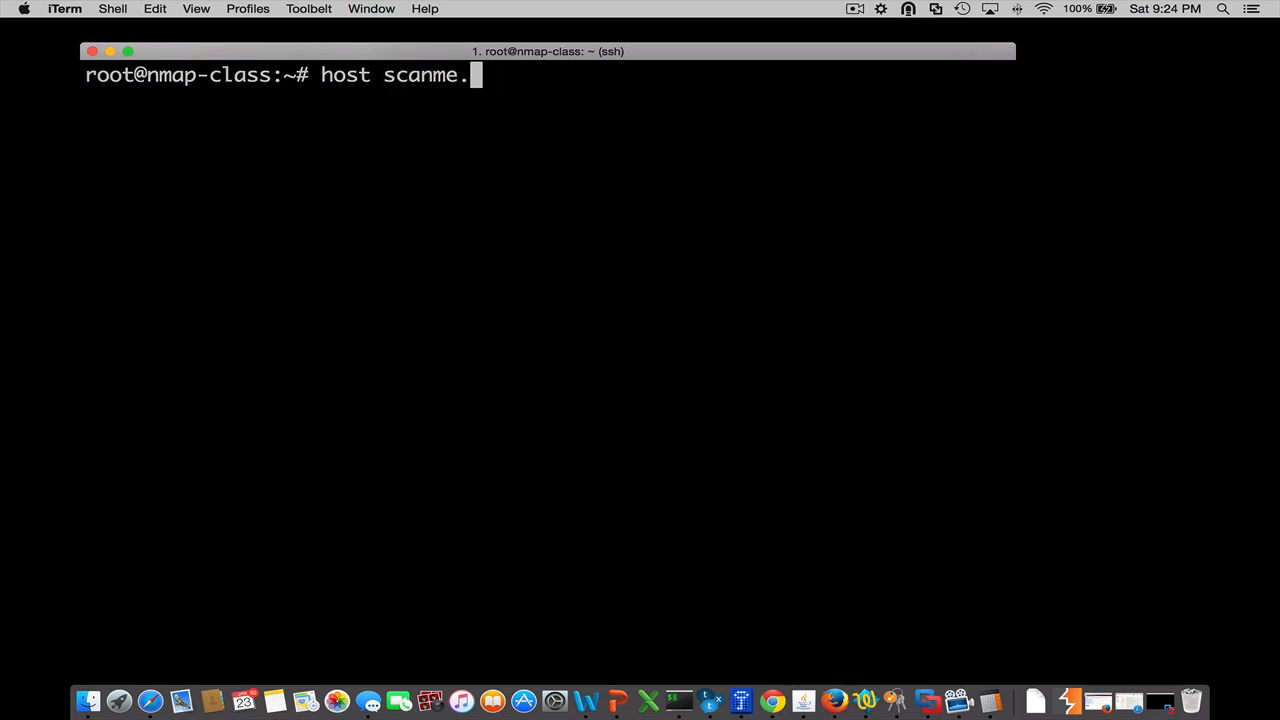 iTerm Shell Edit View Profiles Toolbelt Window Help 100% Sat 9:24 PM
1. root@nmap-class: ~ (ssh)
root@nmap-class:~# host scanme.
23